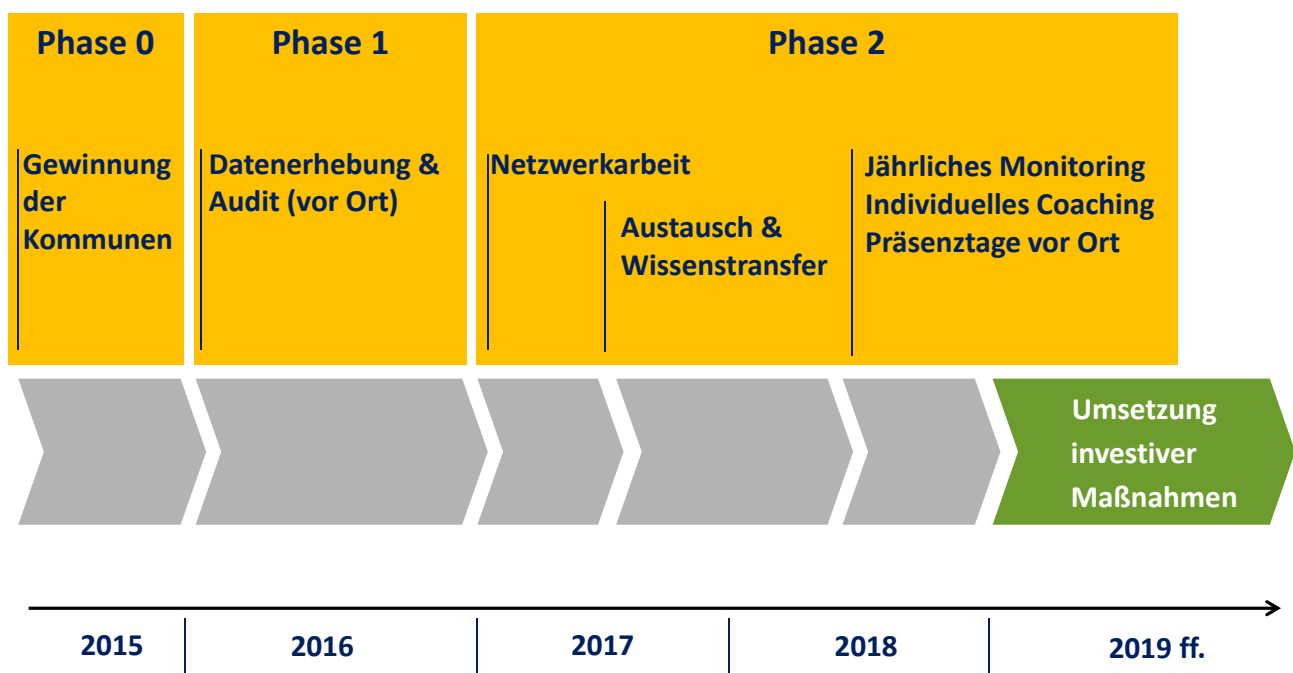 Phase 0
Phase 1
Phase 2
Gewinnung
der
Kommunen
Datenerhebung &
Audit (vor Ort)
Netzwerkarbeit
Austausch &
Wissenstransfer
Jährliches Monitoring
Individuelles Coaching
Präsenztage vor Ort
Umsetzung
investiver
Maßnahmen
2015
2016
2017
2018
2019 ff.